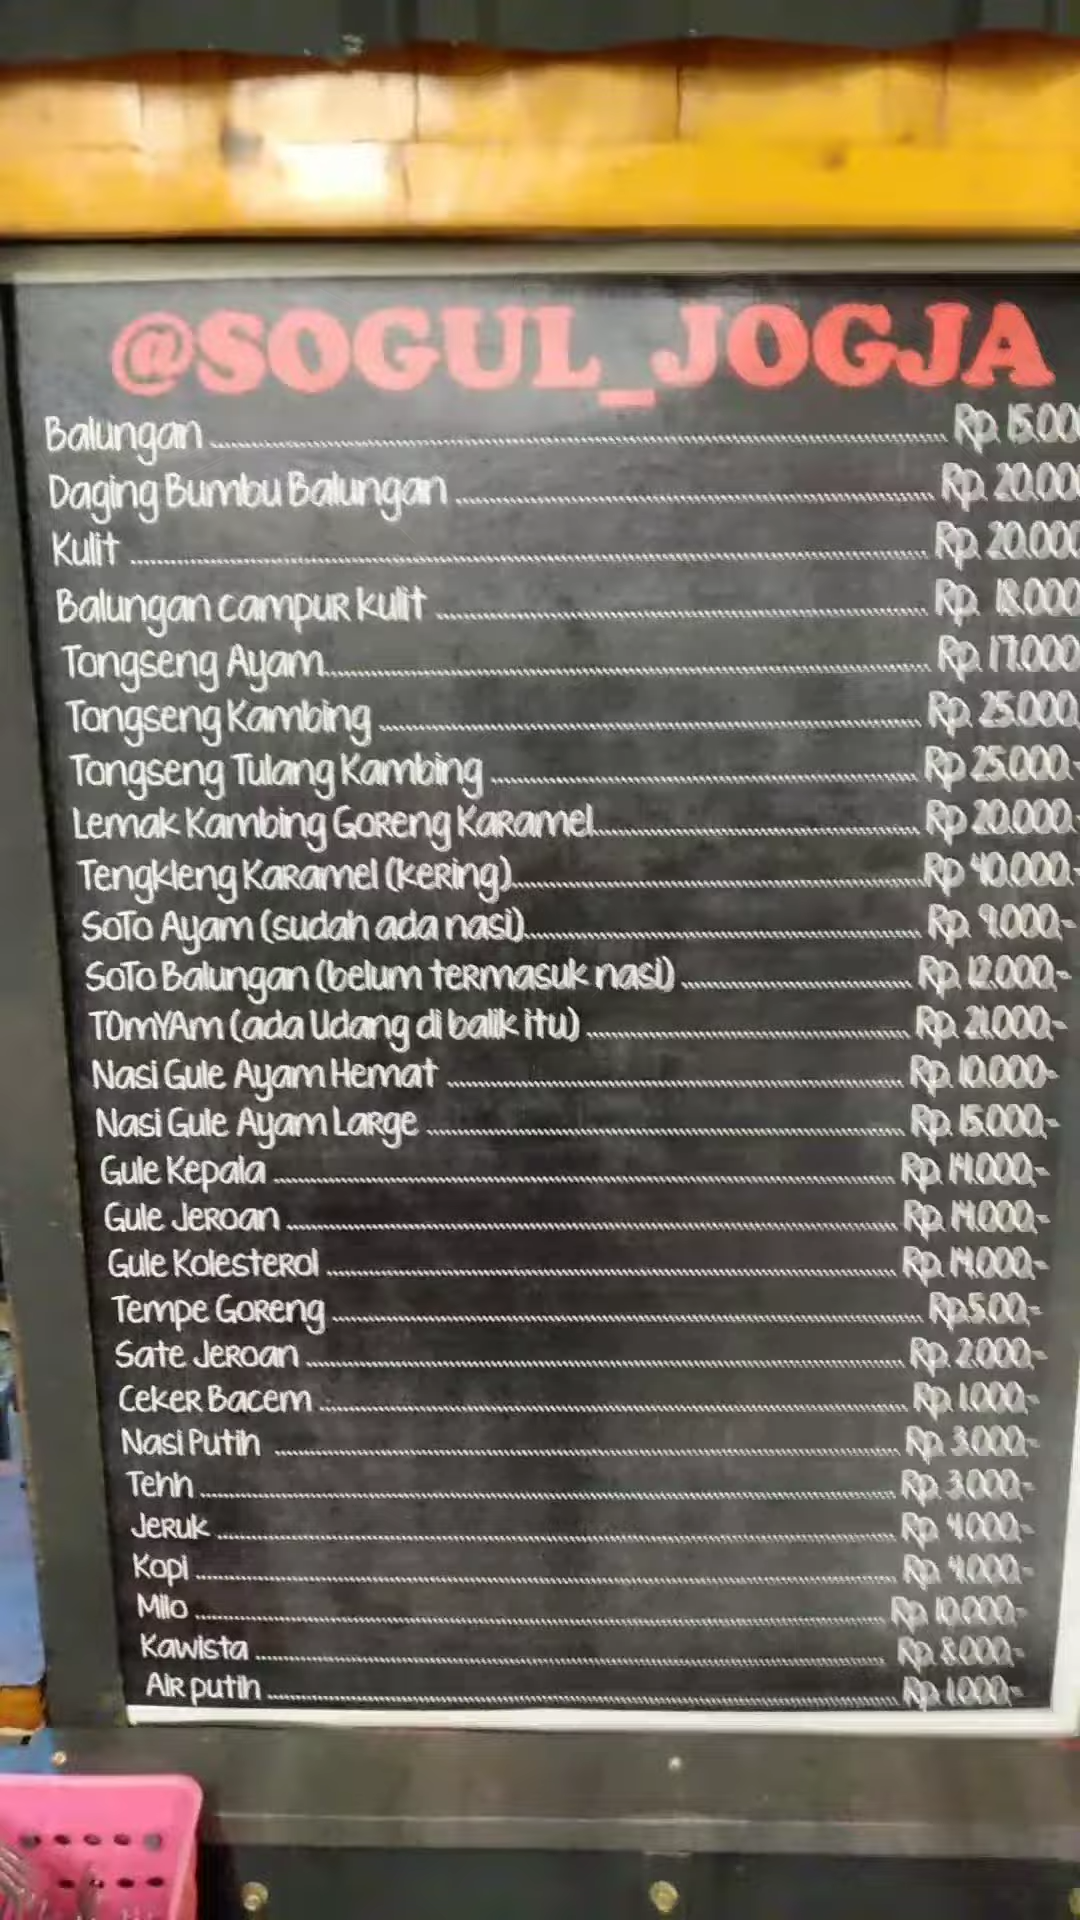 @SOGUL_JOGJA
Balungan Rp. 15.00
Daging Bumbu Balungan Rp. 20.000
Kulit Rp. 20.000
Balungan campur kulit Rp. 18.000
Tongseng Ayam Rp. 17.000
Tongseng Kambing Rp. 25.000,
Tongseng Tulang Kambing Rp 25.000,-
Lemak Kambing Goreng Karamel Rp 20.000,-
Tengkleng Karamel (kering) Rp 40.000,-
SoTo Ayam (sudah ada nasi) Rp. 9.000,-
SoTo Balungan (belum termasuk nasi) Rp. 12.000,-
TOmYAm (ada Udang di balik itu) Rp. 21.000,-
Nasi Gule Ayam Hemat Rp. 10.000,-
Nasi Gule Ayam Large Rp. 15.000,-
Gule Kepala Rp. 14.000,-
Gule Jeroan Rp. 14.000,-
Gule Kolesterol Rp. 14.000,-
Tempe Goreng Rp.500,-
Sate Jeroan Rp. 2.000,-
Ceker Bacem Rp. 1.000,-
Nasi Putih Rp. 3.000,-
Tehh Rp. 3.000,-
Jeruk Rp. 4.000,-
Kopi Rp. 4.000,-
Milo Rp. 10.000,-
Kawista Rp. 8.000,-
Air putih Rp. 1.000,-